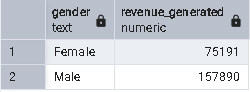 gender text revenue_generated numeric
1 Female 75191
2 Male 157890